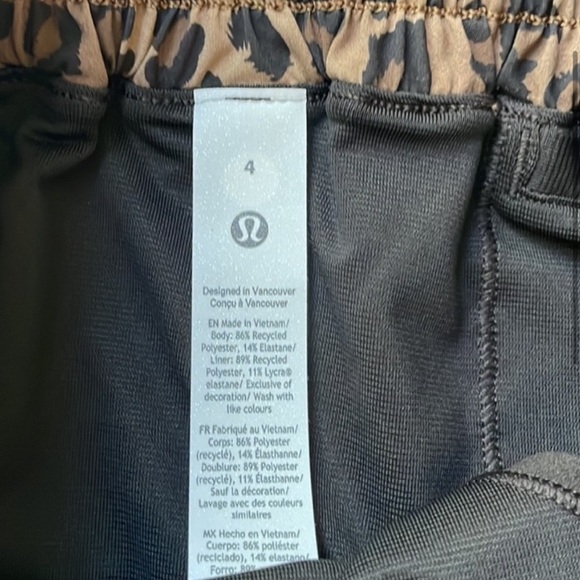 4
Designed in Vancouver
Conçu à Vancouver
EN Made in Vietnam/
Body: 86% Recycled
Polyester, 14% Elastane/
Liner: 89% Recycled
Polyester, 11% Lycra®
elastane/ Exclusive of
decoration/ Wash with
like colours
FR Fabriqué au Vietnam/
Corps: 86% Polyester
(recyclé), 14% Élasthanne/
Doublure: 89% Polyester
(recyclé), 11% Élasthanne/
Sauf la décoration/
Lavage avec des couleurs
similaires
MX Hecho en Vietnam/
Cuerpo: 86% poliéster
(reciclado), 14% elastano/
Forro: 89%